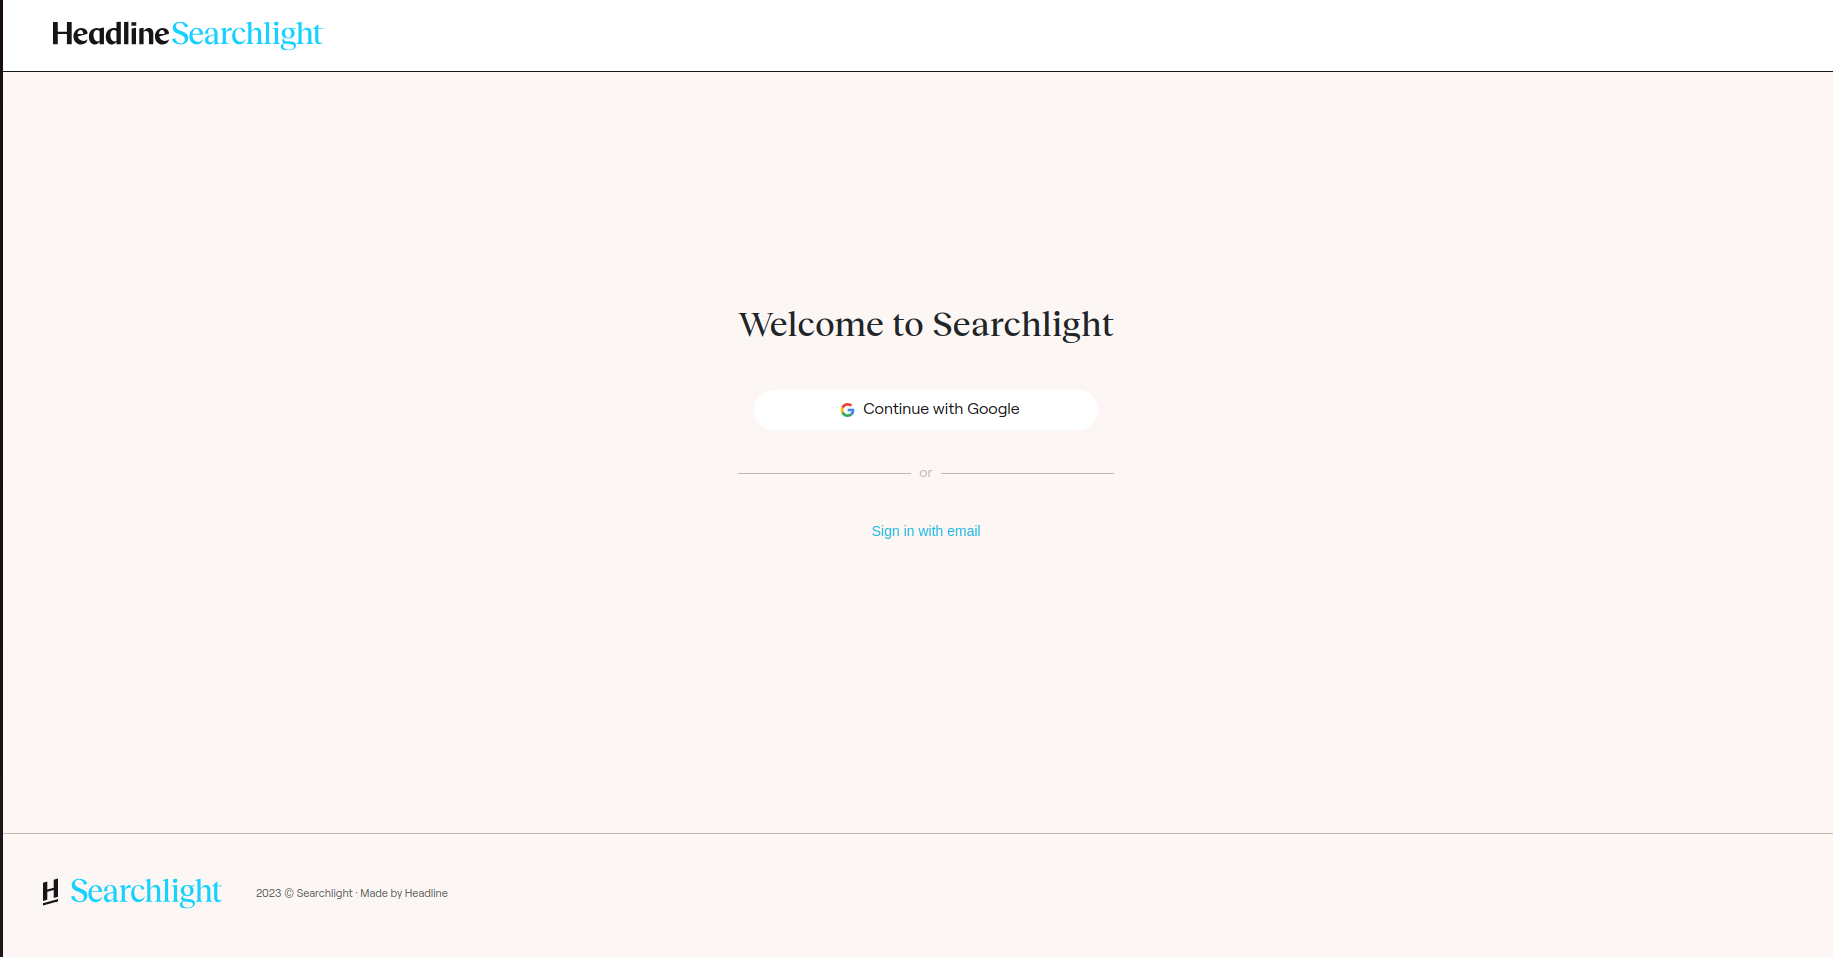 HeadlineSearchlight
Welcome to Searchlight
Continue with Google
or
Sign in with email
H Searchlight
2023 © Searchlight · Made by Headline